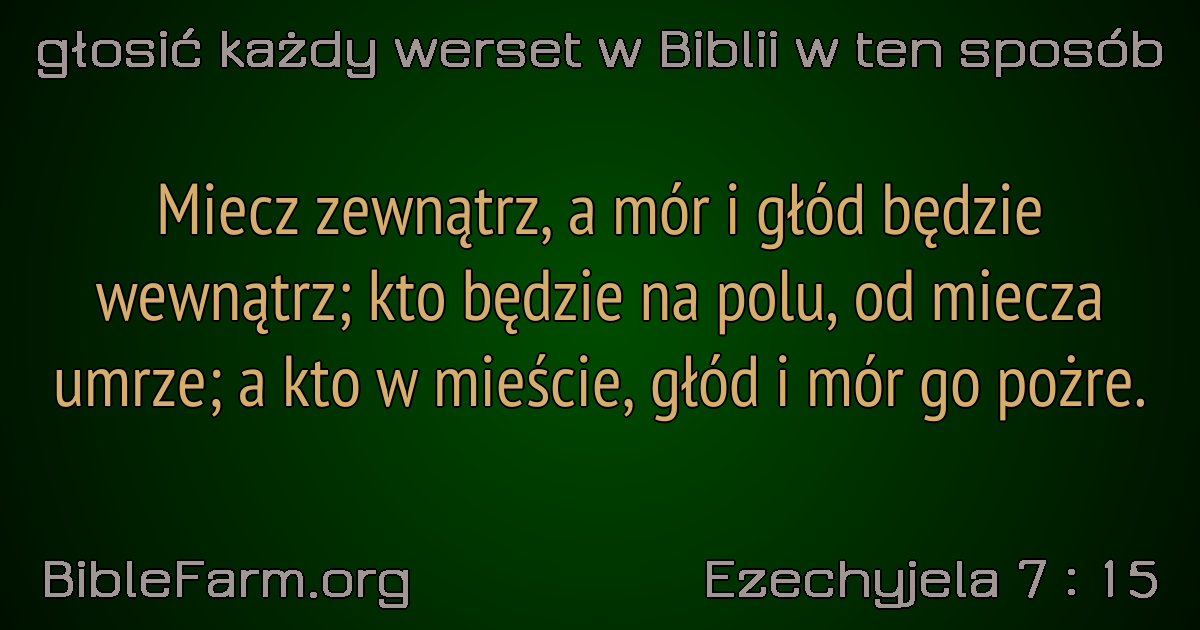 głosić każdy werset w Biblii w ten sposób
Miecz zewnątrz, a mór i głód będzie
wewnątrz; kto będzie na polu, od miecza
umrze; a kto w mieście, głód i mór go pożre.
BibleFarm.org
Ezechyjela 7 : 15